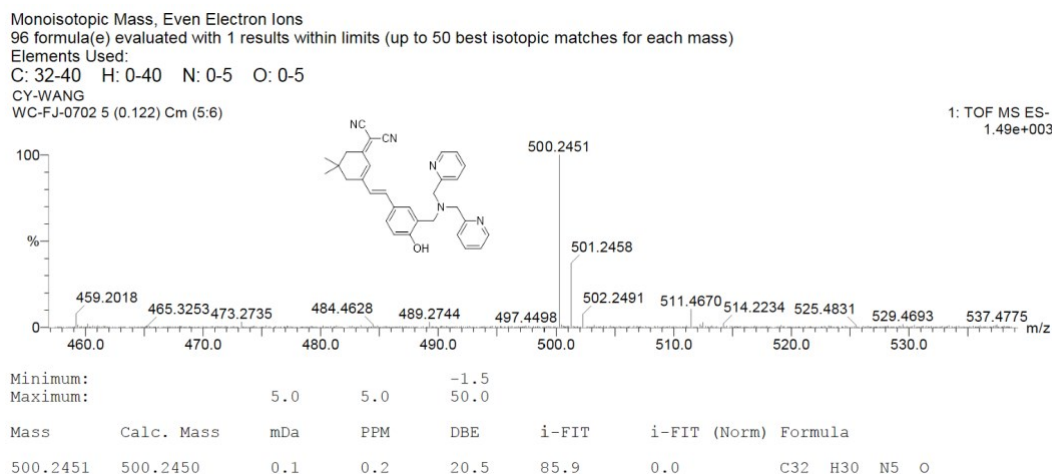 Monoisotopic Mass, Even Electron Ions
96 formula(e) evaluated with 1 results within limits (up to 50 best isotopic matches for each mass)
Elements Used:
C: 32-40 H: 0-40 N: 0-5 O: 0-5
CY-WANG
WC-FJ-0702 5 (0.122) Cm (5:6)
1: TOF MS ES-
1.49e+003
NC
CN
N
N
N
OH
100
%
0
500.2451
501.2458
459.2018
465.3253
473.2735
484.4628
489.2744
497.4498
502.2491
511.4670
514.2234
525.4831
529.4693
537.4775
m/z
460.0 470.0 480.0 490.0 500.0 510.0 520.0 530.0
Minimum: -1.5
Maximum: 5.0 5.0 50.0
Mass Calc. Mass mDa PPM DBE i-FIT i-FIT (Norm) Formula
500.2451 500.2450 0.1 0.2 20.5 85.9 0.0 C32 H30 N5 O